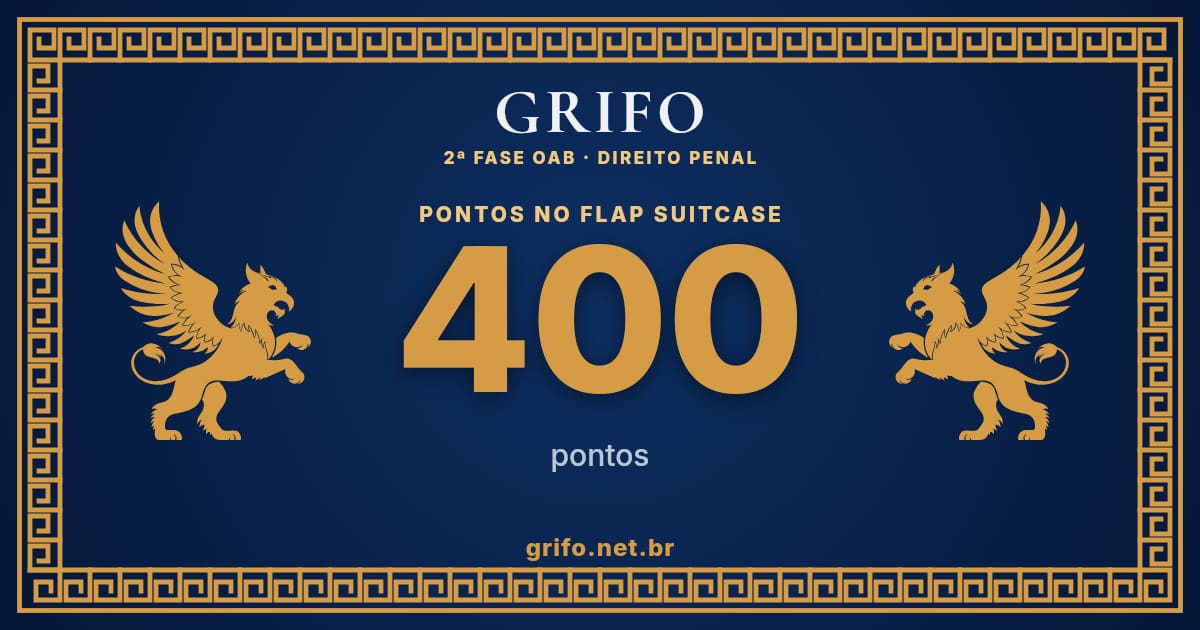 GRIFO
2ª FASE OAB · DIREITO PENAL
PONTOS NO FLAP SUITCASE
400
pontos
grifo.net.br